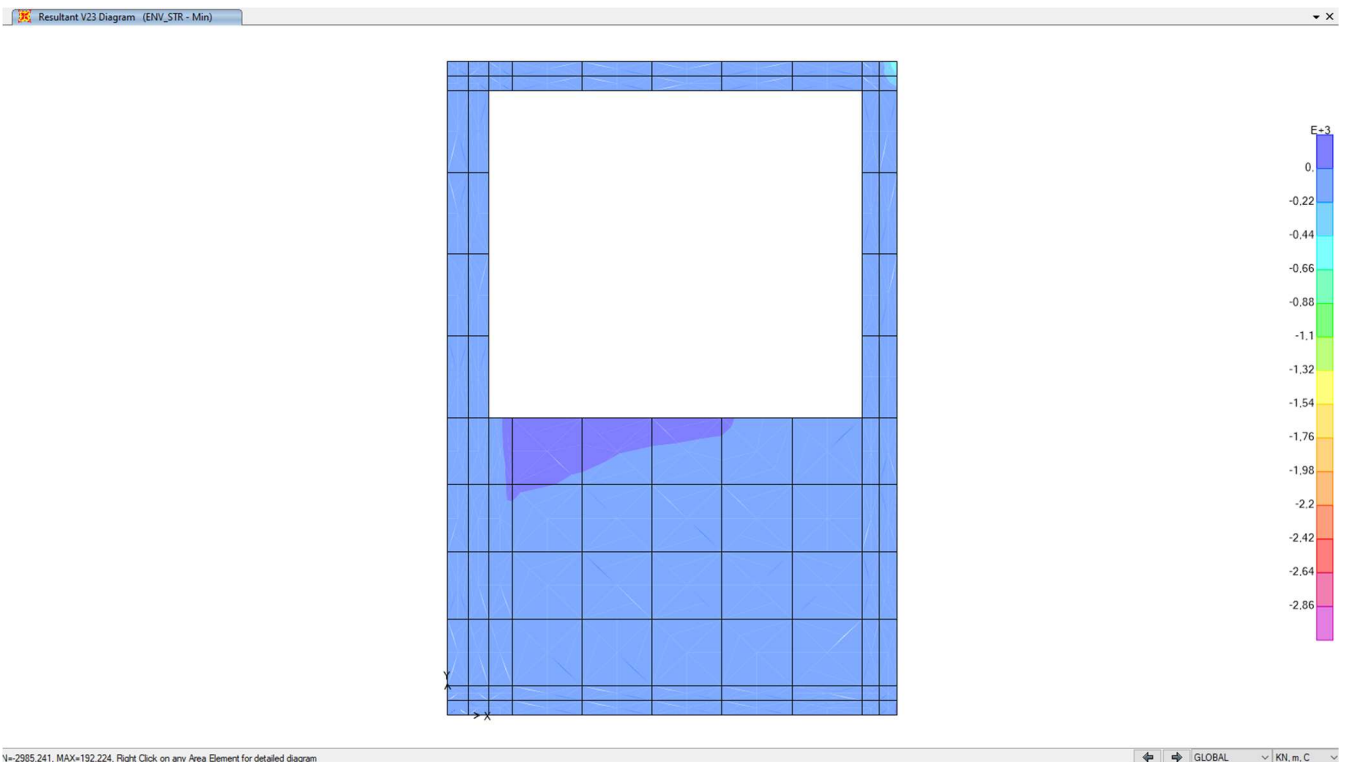 Resultant V23 Diagram (ENV_STR - Min)
E+3
0,
-0,22
-0,44
-0,66
-0,88
-1,1
-1,32
-1,54
-1,76
-1,98
-2,2
-2,42
-2,64
-2,86
Y
X
N=-2985.241, MAX=192.224, Right Click on any Area Element for detailed diagram
GLOBAL
KN, m, C